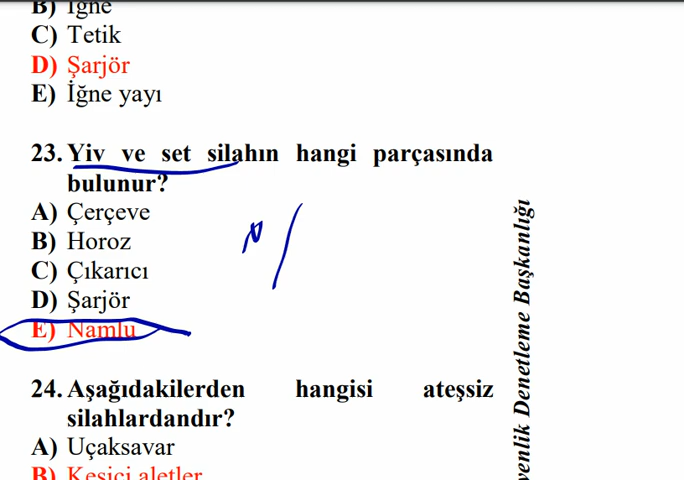 B) İğne
C) Tetik
D) Şarjör
E) İğne yayı
23. Yiv ve set silahın hangi parçasında
bulunur?
A) Çerçeve
B) Horoz
C) Çıkarıcı
D) Şarjör
E) Namlu
24. Aşağıdakilerden hangisi ateşsiz
silahlardandır?
A) Uçaksavar
B) Kesici aletler
venlik Denetleme Başkanlığı